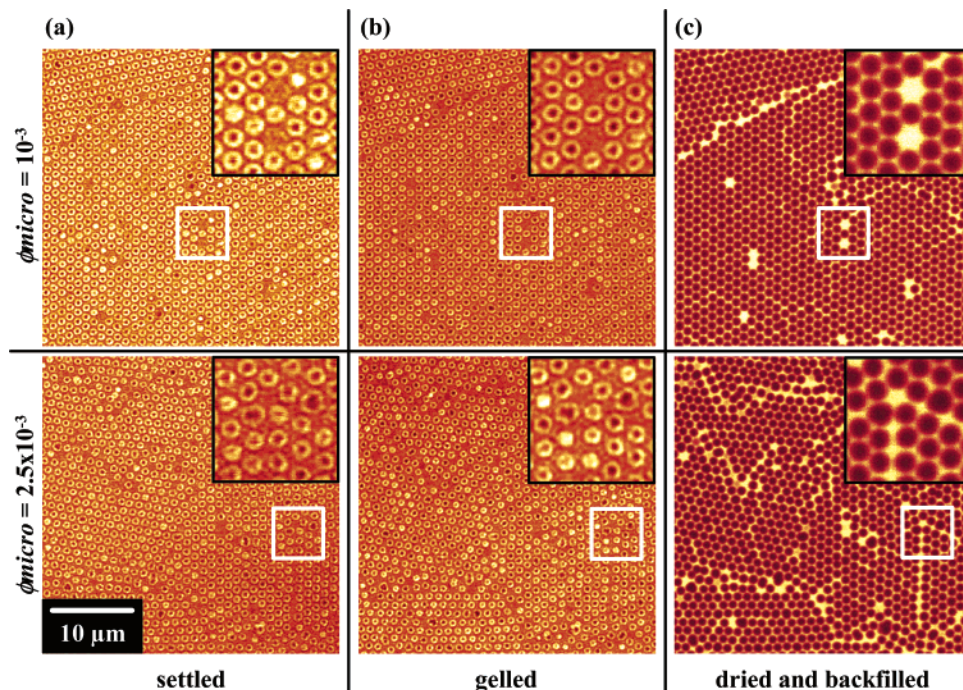 (a)
(b)
(c)
ϕmicro = 10⁻³
ϕmicro = 2.5x10⁻³
10 µm
settled
gelled
dried and backfilled